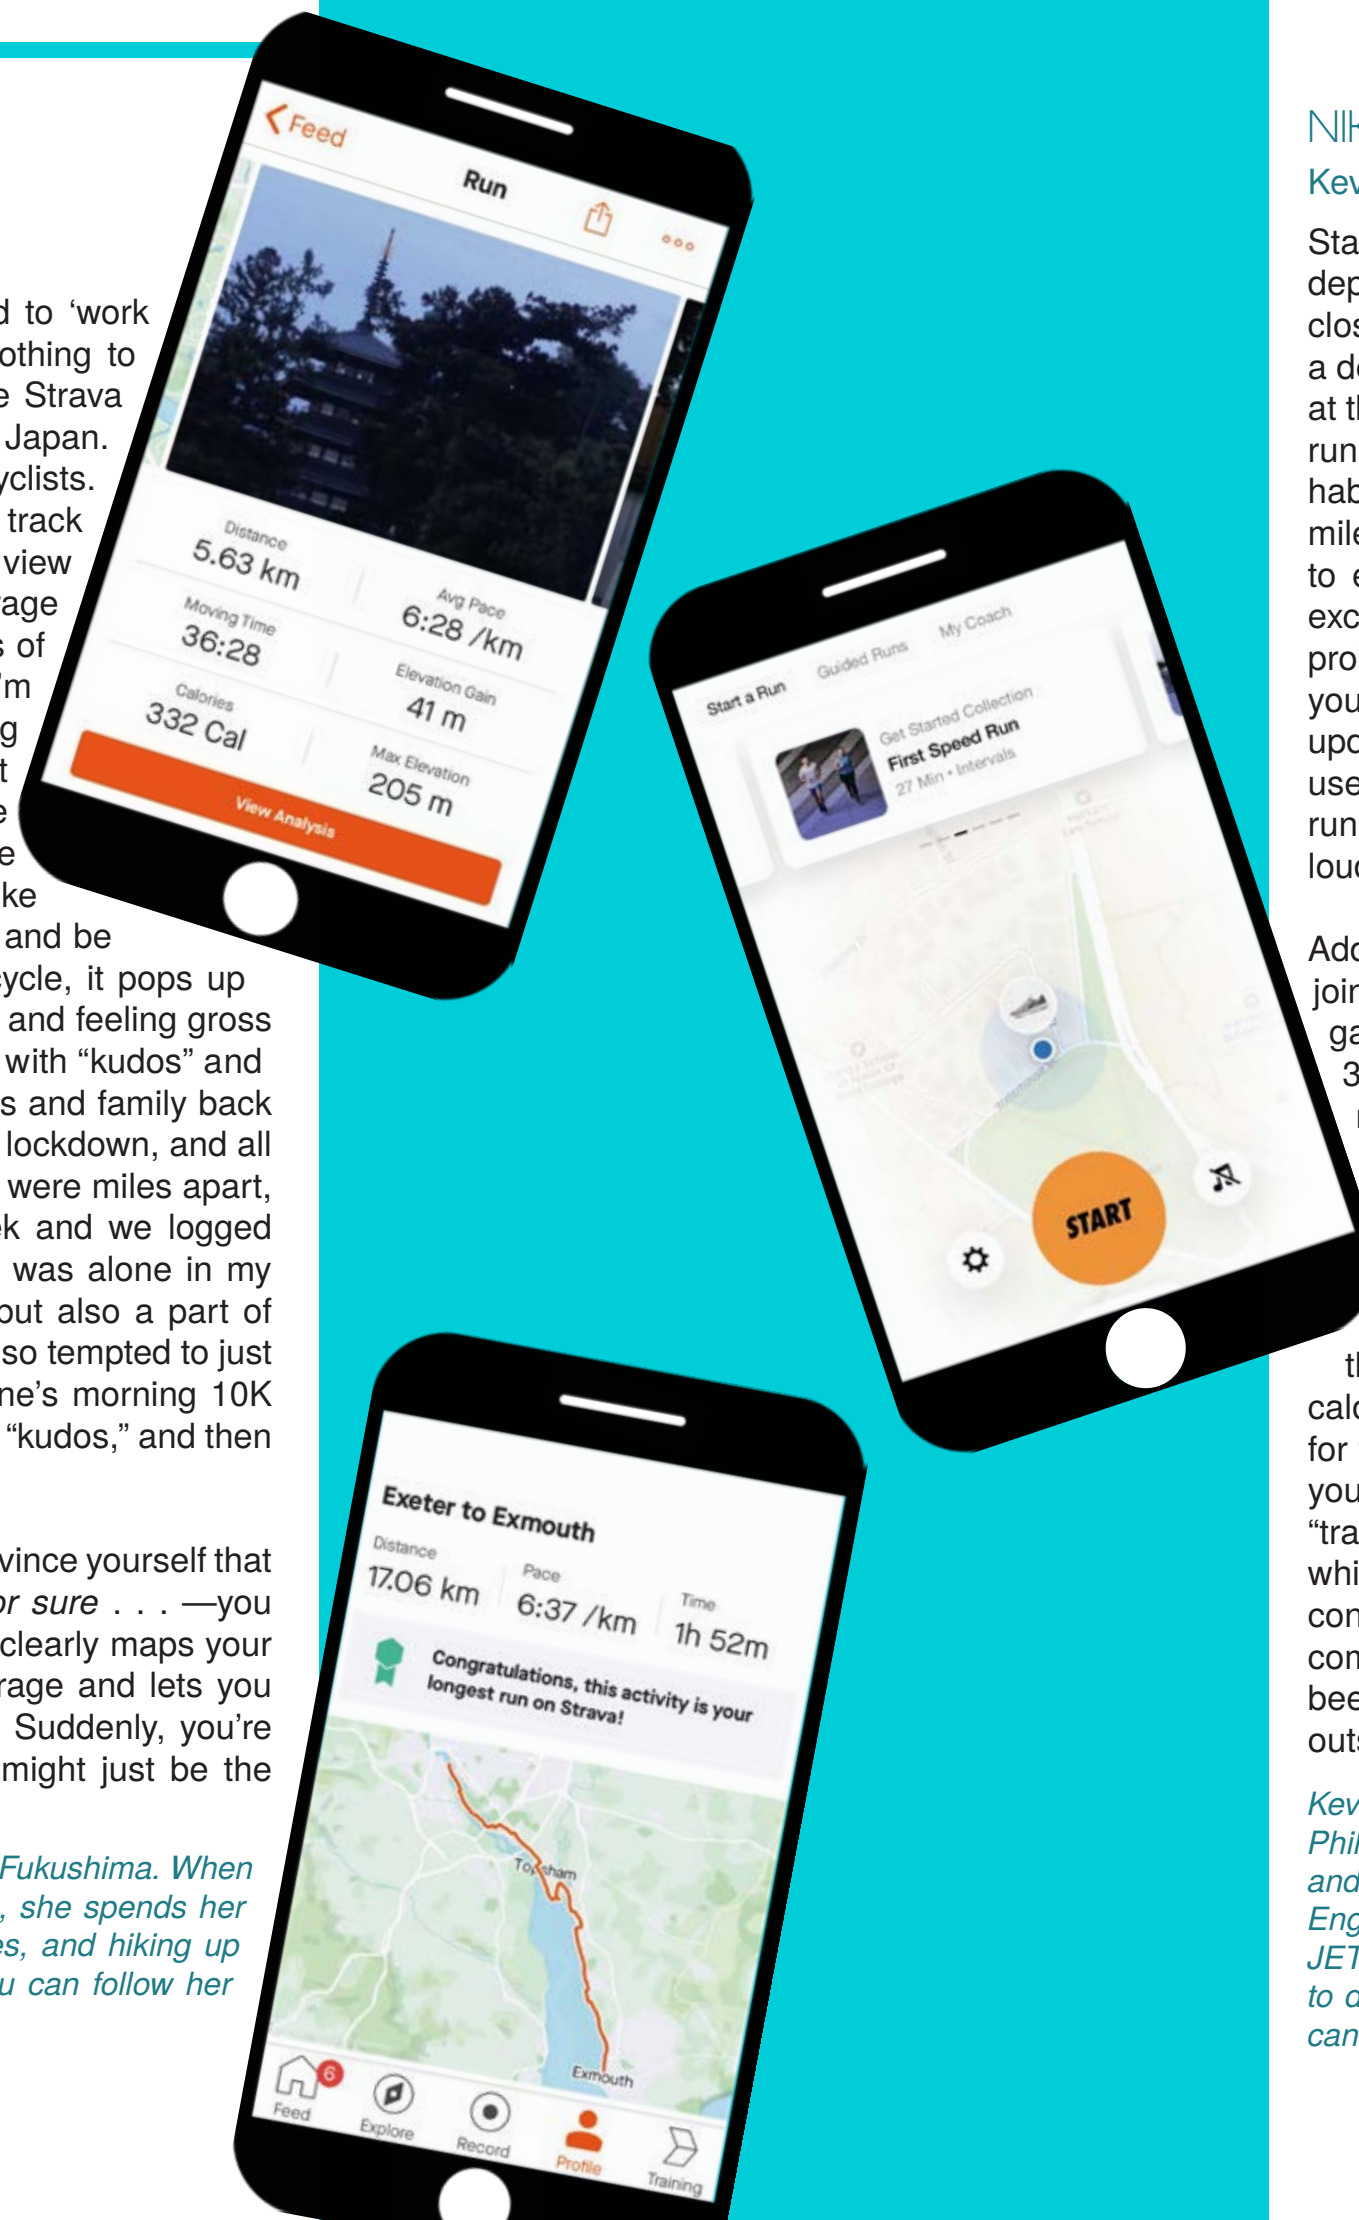 d to ‘work
othing to
e Strava
Japan.
yclists.
track
view
age
s of
’m
g
t
e
e
ke
and be
ycle, it pops up
and feeling gross
with “kudos” and
s and family back
lockdown, and all
were miles apart,
ek and we logged
was alone in my
but also a part of
so tempted to just
ne’s morning 10K
“kudos,” and then
vince yourself that
or sure . . . —you
clearly maps your
rage and lets you
Suddenly, you’re
might just be the
Fukushima. When
, she spends her
es, and hiking up
u can follow her
Feed
Run
Distance
5.63 km
Avg Pace
6:28 /km
Moving Time
36:28
Elevation Gain
41 m
Calories
332 Cal
Max Elevation
205 m
View Analysis
Start a Run
Guided Runs
My Coach
Get Started Collection
First Speed Run
27 Min • Intervals
START
Exeter to Exmouth
Distance
17.06 km
Pace
6:37 /km
Time
1h 52m
Congratulations, this activity is your
longest run on Strava!
Topsham
Exmouth
6
Feed
Explore
Record
Profile
Training
NIK
Kev
Sta
dep
clos
a de
at th
run
hab
mile
to e
exc
pro
you
upd
use
run
loud
Add
join
ga
3
th
calo
for
you
“tra
whi
con
com
bee
outs
Kev
Phil
and
Eng
JET
to d
can